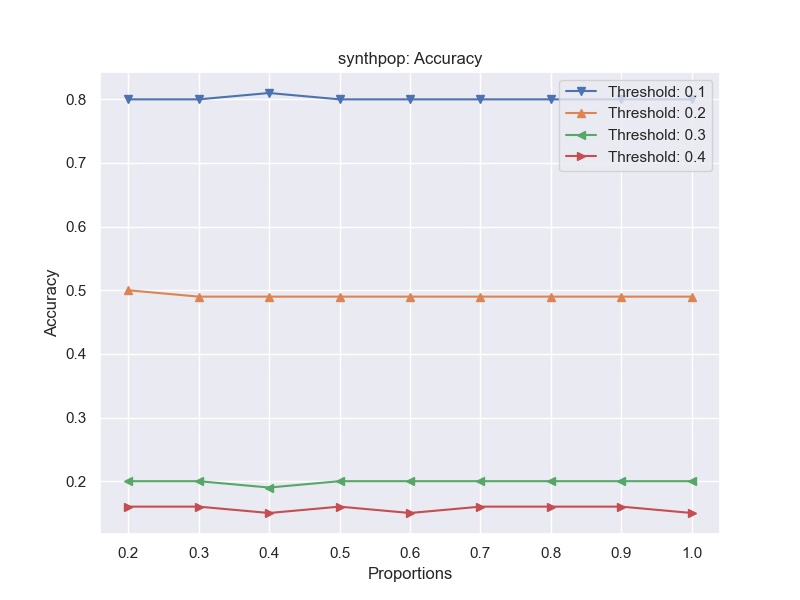 synthpop: Accuracy
Threshold: 0.1
Threshold: 0.2
Threshold: 0.3
Threshold: 0.4
Accuracy
0.8
0.7
0.6
0.5
0.4
0.3
0.2
0.2 0.3 0.4 0.5 0.6 0.7 0.8 0.9 1.0
Proportions